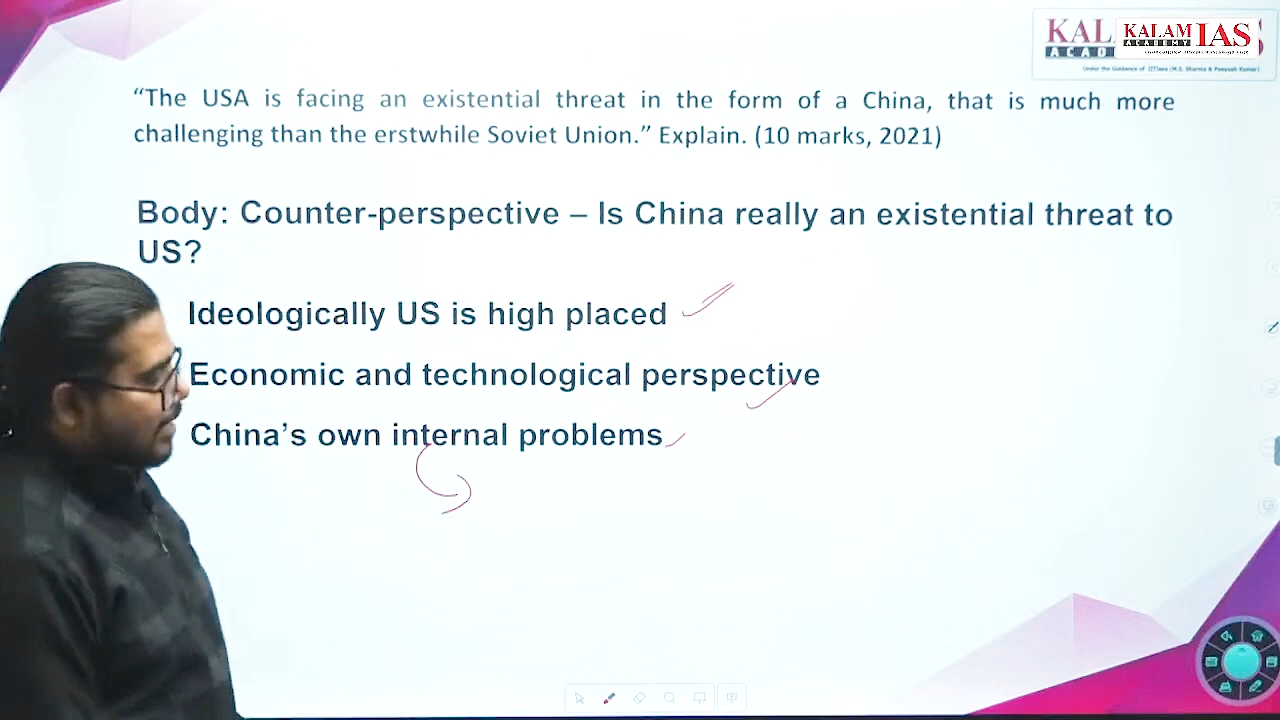 KALAM IAS
ACADEMY
Under the Guidance of IITians (M.S. Sharma & Peeyush Kumar)
“The USA is facing an existential threat in the form of a China, that is much more
challenging than the erstwhile Soviet Union.” Explain. (10 marks, 2021)
Body: Counter-perspective – Is China really an existential threat to
US?
Ideologically US is high placed
Economic and technological perspective
China’s own internal problems